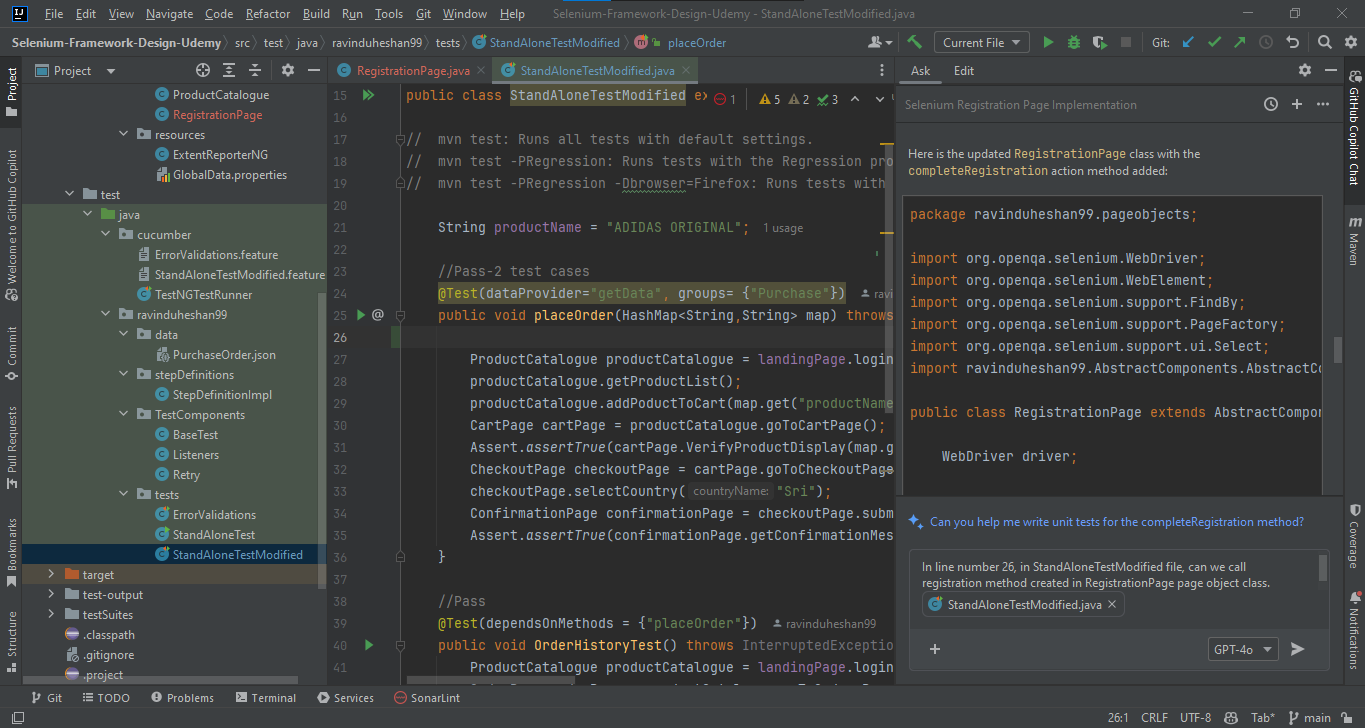 File Edit View Navigate Code Refactor Build Run Tools Git Window Help Selenium-Framework-Design-Udemy - StandAloneTestModified.java
Selenium-Framework-Design-Udemy src test java ravinduheshan99 tests StandAloneTestModified placeOrder Current File Git:
Project
Project
Welcome to GitHub Copilot
Commit
Pull Requests
Bookmarks
Structure
ProductCatalogue
RegistrationPage
resources
ExtentReporterNG
GlobalData.properties
test
java
cucumber
ErrorValidations.feature
StandAloneTestModified.feature
TestNGTestRunner
ravinduheshan99
data
PurchaseOrder.json
stepDefinitions
StepDefinitionImpl
TestComponents
BaseTest
Listeners
Retry
tests
ErrorValidations
StandAloneTest
StandAloneTestModified
target
test-output
testSuites
.classpath
.gitignore
.project
RegistrationPage.java StandAloneTestModified.java
1 5 2 3
15 public class StandAloneTestModified e
16
17 // mvn test: Runs all tests with default settings.
18 // mvn test -PRegression: Runs tests with the Regression pro
19 // mvn test -PRegression -Dbrowser=Firefox: Runs tests with
20
21 String productName = "ADIDAS ORIGINAL"; 1 usage
22
23 //Pass-2 test cases
24 @Test(dataProvider="getData", groups= {"Purchase"}) ravi
25 @ public void placeOrder(HashMap<String,String> map) throws
26
27 ProductCatalogue productCatalogue = landingPage.login
28 productCatalogue.getProductList();
29 productCatalogue.addPoductToCart(map.get("productName
30 CartPage cartPage = productCatalogue.goToCartPage();
31 Assert.assertTrue(cartPage.VerifyProductDisplay(map.g
32 CheckoutPage checkoutPage = cartPage.goToCheckoutPage
33 checkoutPage.selectCountry( countryName: "Sri");
34 ConfirmationPage confirmationPage = checkoutPage.subm
35 Assert.assertTrue(confirmationPage.getConfirmationMes
36 }
37
38 //Pass
39 @Test(dependsOnMethods = {"placeOrder"}) ravinduheshan99
40 public void OrderHistoryTest() throws InterruptedException
41 ProductCatalogue productCatalogue = landingPage.login
Ask Edit
Selenium Registration Page Implementation
Here is the updated RegistrationPage class with the
completeRegistration action method added:
package ravinduheshan99.pageobjects;
import org.openqa.selenium.WebDriver;
import org.openqa.selenium.WebElement;
import org.openqa.selenium.support.FindBy;
import org.openqa.selenium.support.PageFactory;
import org.openqa.selenium.support.ui.Select;
import ravinduheshan99.AbstractComponents.AbstractCo
public class RegistrationPage extends AbstractCompon
WebDriver driver;
Can you help me write unit tests for the completeRegistration method?
In line number 26, in StandAloneTestModified file, can we call
registration method created in RegistrationPage page object class.
StandAloneTestModified.java
GPT-4o
GitHub Copilot Chat
Maven
Coverage
Notifications
Git TODO Problems Terminal Services SonarLint
26:1 CRLF UTF-8 Tab* main